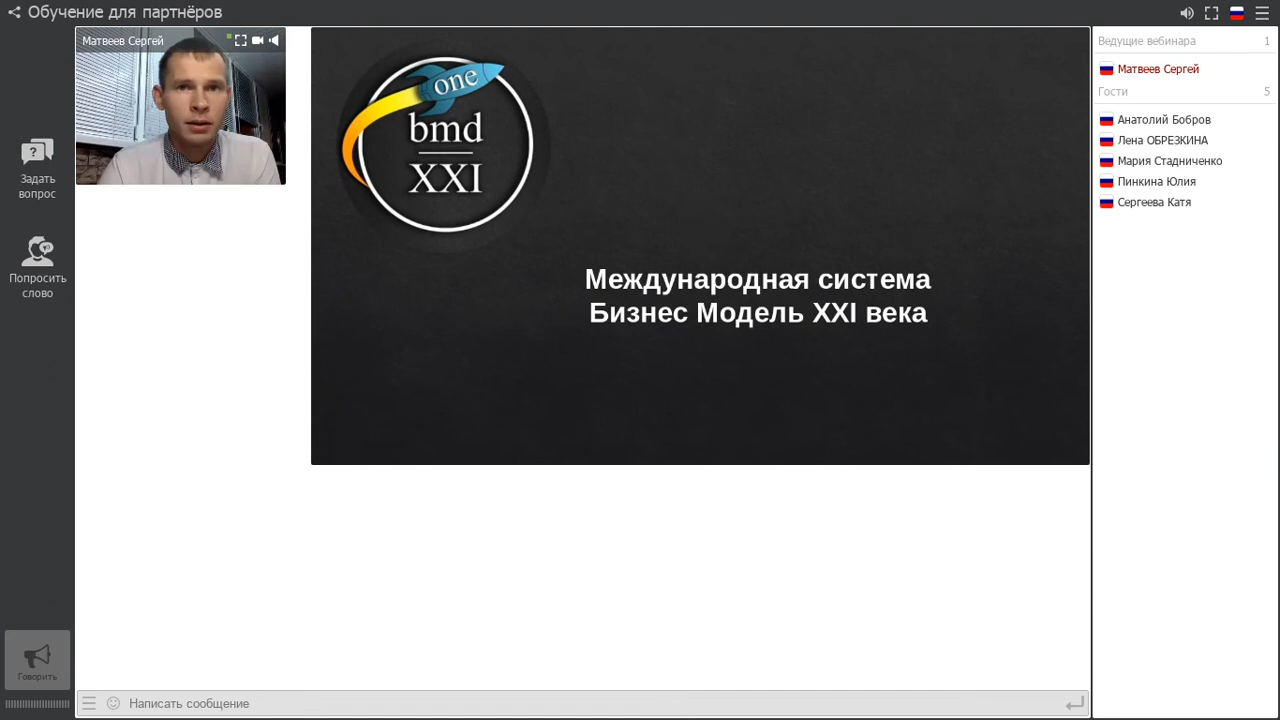 Обучение для партнёров
Матвеев Сергей
one
bmd
XXI
Международная система
Бизнес Модель XXI века
Ведущие вебинара 1
Матвеев Сергей
Гости 5
Анатолий Бобров
Лена ОБРЕЗКИНА
Мария Стадниченко
Пинкина Юлия
Сергеева Катя
Задать
вопрос
Попросить
слово
Говорить
Написать сообщение